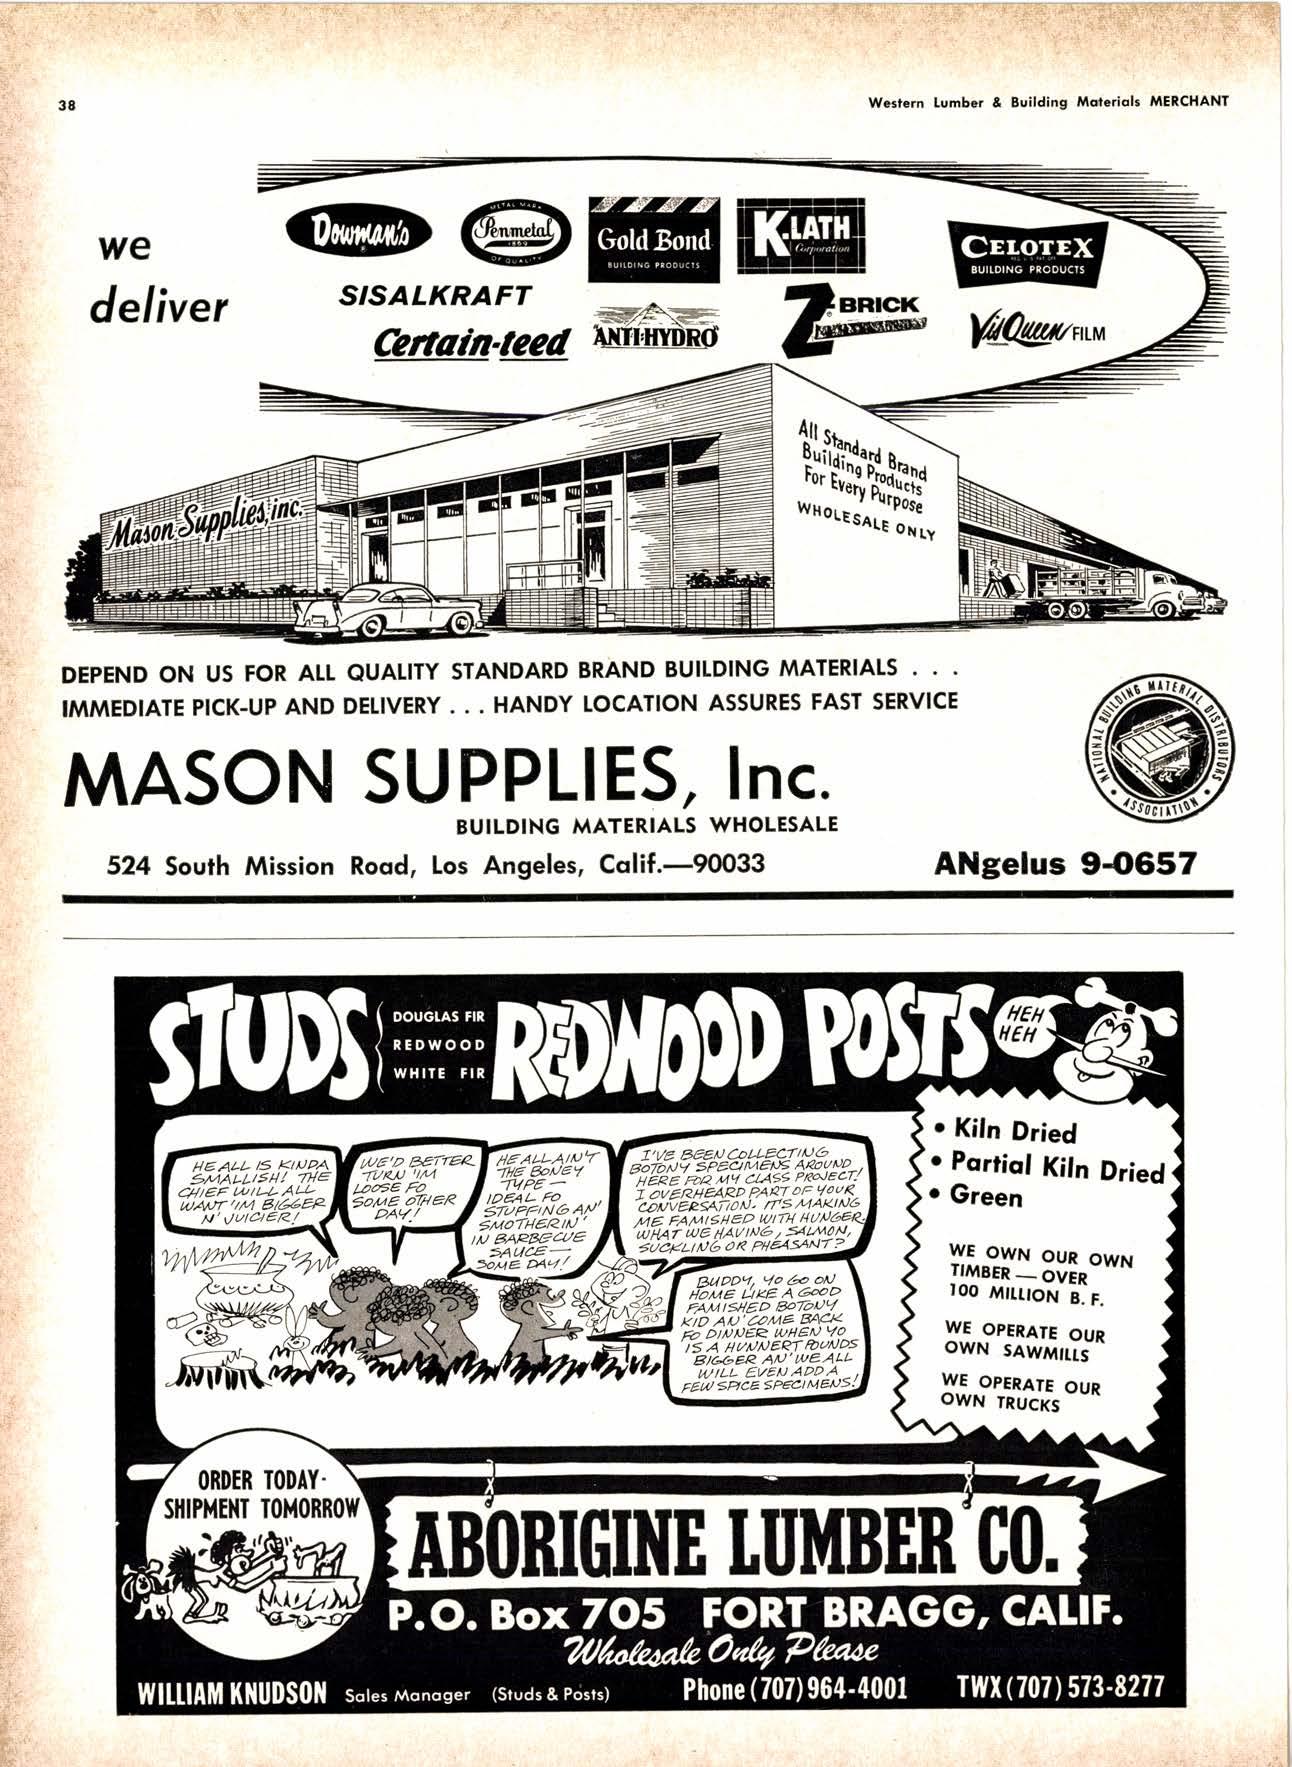 38
Western Lumber & Building Materials MERCHANT
we
deliver
Dowman's
METAL MARK
Penmetal
1869
OF QUALITY
Gold Bond
BUILDING PRODUCTS
K-LATH
Corporation
CELOTEX
REG. U.S. PAT. OFF.
BUILDING PRODUCTS
SISALKRAFT
Certain-teed
"ANTI-HYDRO"
Z-BRICK
VisQueen FILM
Mason Supplies, inc.
All Standard Brand
Building Products
For Every Purpose
WHOLESALE ONLY
DEPEND ON US FOR ALL QUALITY STANDARD BRAND BUILDING MATERIALS . . .
IMMEDIATE PICK-UP AND DELIVERY . . . HANDY LOCATION ASSURES FAST SERVICE
NATIONAL BUILDING MATERIAL DISTRIBUTORS
• ASSOCIATION •
MASON SUPPLIES, Inc.
BUILDING MATERIALS WHOLESALE
524 South Mission Road, Los Angeles, Calif.—90033
ANgelus 9-0657
STUDS
DOUGLAS FIR
REDWOOD
WHITE FIR
REDWOOD POSTS
HEH
HEH
HE ALL IS KINDA
SMALLISH! THE
CHIEF WILL ALL
WANT 'IM BIGGER
N' JUICIER!
WE'D BETTER
TURN 'IM
LOOSE FO
SOME OTHER
DAY!
HE ALL AIN'T
THE BONEY
TYPE —
IDEAL FO
STUFFING AN'
SMOTHERIN'
IN BARBECUE
SAUCE —
SOME DAY!
I'VE BEEN COLLECTING
BOTONY SPECIMENS AROUND
HERE FOR MY CLASS PROJECT!
I OVERHEARD PART OF YOUR
CONVERSATION. IT'S MAKING
ME FAMISHED WITH HUNGER.
WHAT WE HAVING, SALMON,
SUCKLING OR PHEASANT?
BUDDY, YO GO ON
HOME LIKE A GOOD
FAMISHED BOTONY
KID AN' COME BACK
FO DINNER WHEN YO
IS A HUNNERT POUNDS
BIGGER AN' WE ALL
WILL EVEN ADD A
FEW SPICE SPECIMENS!
• Kiln Dried
• Partial Kiln Dried
• Green
WE OWN OUR OWN
TIMBER — OVER
100 MILLION B. F.
WE OPERATE OUR
OWN SAWMILLS
WE OPERATE OUR
OWN TRUCKS
ORDER TODAY-
SHIPMENT TOMORROW
ABORIGINE LUMBER CO.
P.O. Box 705 FORT BRAGG, CALIF.
Wholesale Only Please
WILLIAM KNUDSON Sales Manager (Studs & Posts) Phone (707) 964-4001 TWX (707) 573-8277